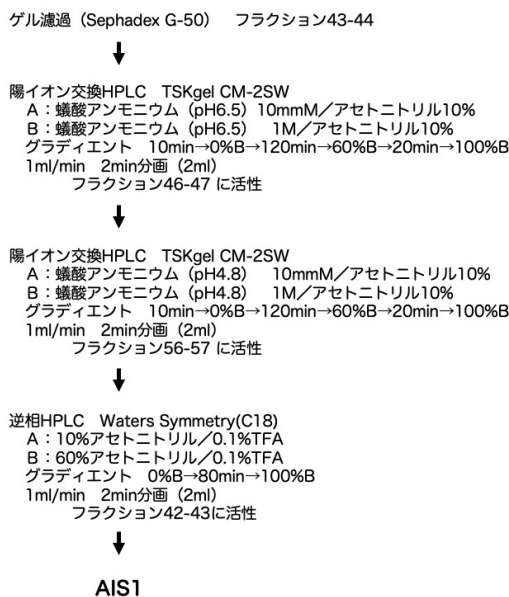 ゲル濾過（Sephadex G-50）　フラクション43-44
陽イオン交換HPLC　TSKgel CM-2SW
A：蟻酸アンモニウム（pH6.5）10mmM／アセトニトリル10%
B：蟻酸アンモニウム（pH6.5）　1M／アセトニトリル10%
グラディエント　10min→0%B→120min→60%B→20min→100%B
1ml/min　2min分画（2ml）
フラクション46-47 に活性
陽イオン交換HPLC　TSKgel CM-2SW
A：蟻酸アンモニウム（pH4.8）　10mmM／アセトニトリル10%
B：蟻酸アンモニウム（pH4.8）　1M／アセトニトリル10%
グラディエント　10min→0%B→120min→60%B→20min→100%B
1ml/min　2min分画（2ml）
フラクション56-57 に活性
逆相HPLC　Waters Symmetry(C18)
A：10%アセトニトリル／0.1%TFA
B：60%アセトニトリル／0.1%TFA
グラディエント　0%B→80min→100%B
1ml/min　2min分画（2ml）
フラクション42-43に活性
AIS1